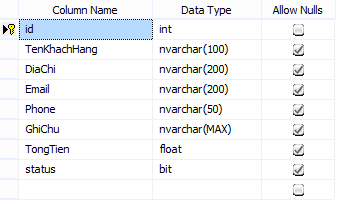 Column Name Data Type Allow Nulls
id int
TenKhachHang nvarchar(100)
DiaChi nvarchar(200)
Email nvarchar(200)
Phone nvarchar(50)
GhiChu nvarchar(MAX)
TongTien float
status bit